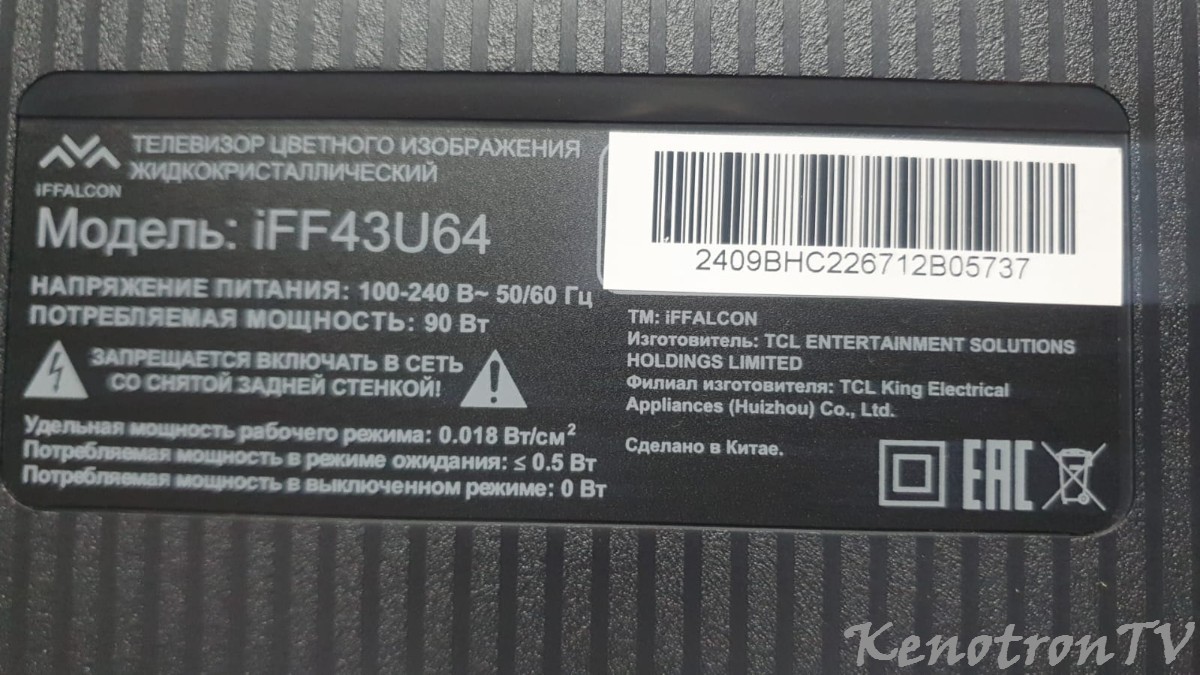 iFFALCON
ТЕЛЕВИЗОР ЦВЕТНОГО ИЗОБРАЖЕНИЯ
ЖИДКОКРИСТАЛЛИЧЕСКИЙ
Модель: iFF43U64
НАПРЯЖЕНИЕ ПИТАНИЯ: 100-240 В~ 50/60 Гц
ПОТРЕБЛЯЕМАЯ МОЩНОСТЬ: 90 Вт
ЗАПРЕЩАЕТСЯ ВКЛЮЧАТЬ В СЕТЬ
СО СНЯТОЙ ЗАДНЕЙ СТЕНКОЙ!
Удельная мощность рабочего режима: 0.018 Вт/см²
Потребляемая мощность в режиме ожидания: ≤ 0.5 Вт
Потребляемая мощность в выключенном режиме: 0 Вт
2409BHC226712B05737
TM: iFFALCON
Изготовитель: TCL ENTERTAINMENT SOLUTIONS
HOLDINGS LIMITED
Филиал изготовителя: TCL King Electrical
Appliances (Huizhou) Co., Ltd.
Сделано в Китае.
EAC
KenotronTV